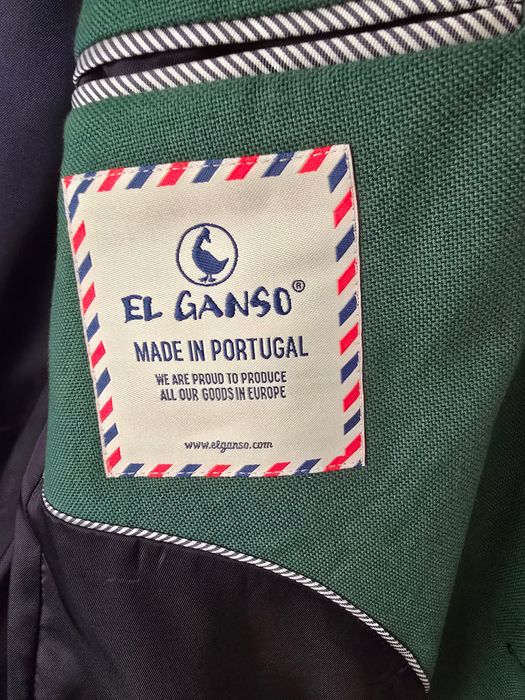 EL GANSO®
MADE IN PORTUGAL
WE ARE PROUD TO PRODUCE
ALL OUR GOODS IN EUROPE
www.elganso.com